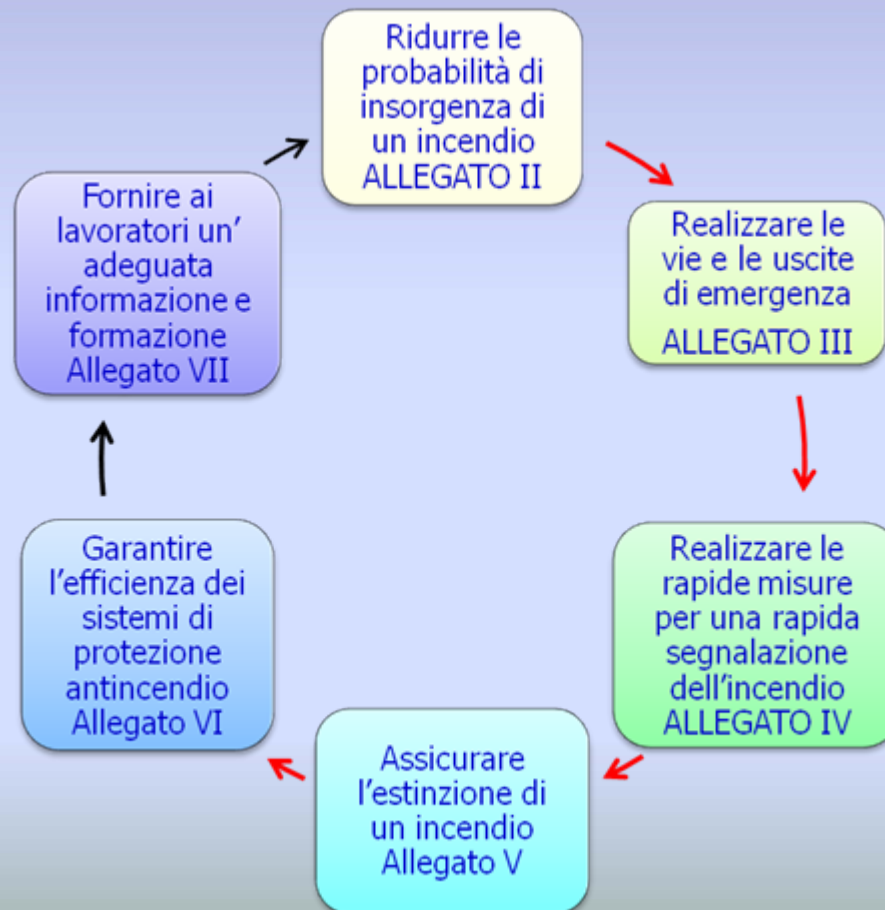 Ridurre le
probabilità di
insorgenza di
un incendio
ALLEGATO II
Realizzare le
vie e le uscite
di emergenza
ALLEGATO III
Realizzare le
rapide misure
per una rapida
segnalazione
dell'incendio
ALLEGATO IV
Assicurare
l'estinzione di
un incendio
Allegato V
Garantire
l'efficienza dei
sistemi di
protezione
antincendio
Allegato VI
Fornire ai
lavoratori un'
adeguata
informazione e
formazione
Allegato VII